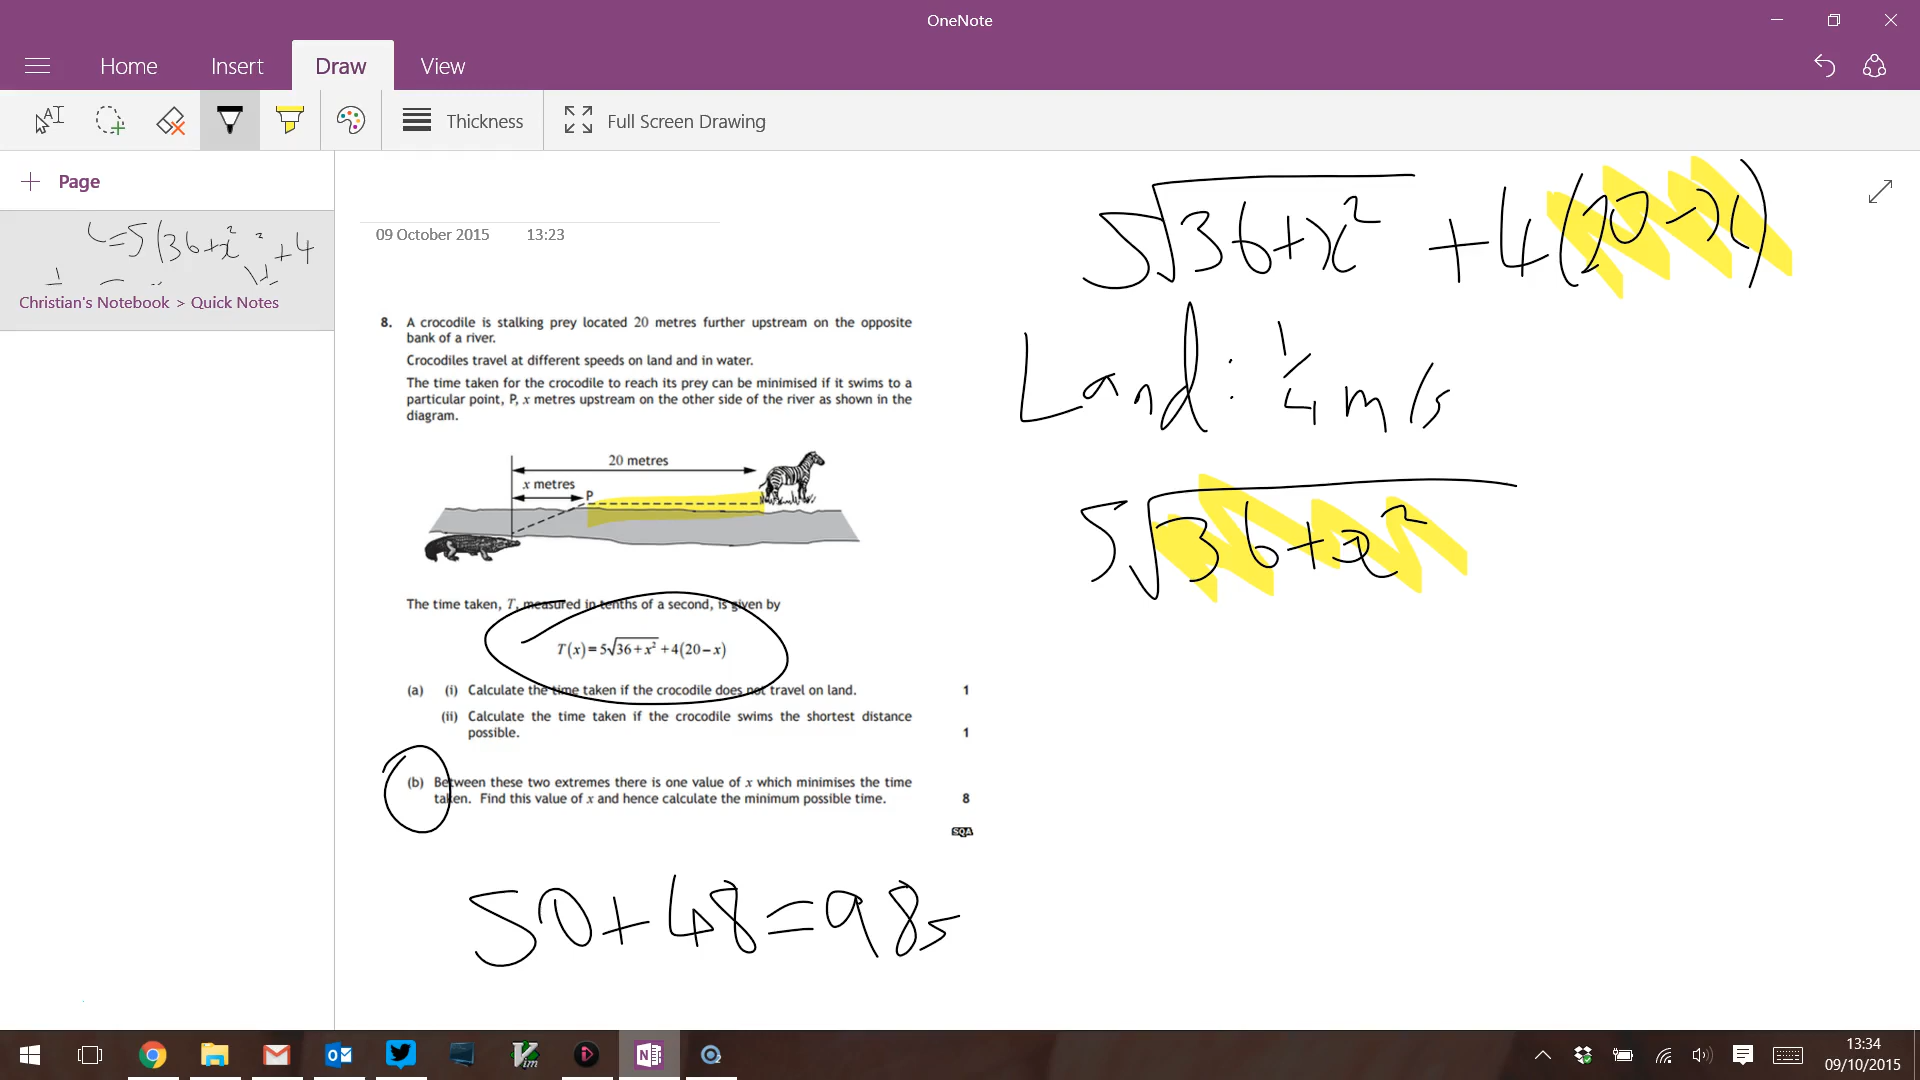 OneNote
Home Insert Draw View
Thickness Full Screen Drawing
Page
=5(36+x² +4
Christian's Notebook > Quick Notes
09 October 2015 13:23
8. A crocodile is stalking prey located 20 metres further upstream on the opposite
bank of a river.
Crocodiles travel at different speeds on land and in water.
The time taken for the crocodile to reach its prey can be minimised if it swims to a
particular point, P, x metres upstream on the other side of the river as shown in the
diagram.
20 metres
x metres
P
The time taken, T, measured in tenths of a second, is given by
T(x)=5√36+x² +4(20−x)
(a) (i) Calculate the time taken if the crocodile does not travel on land. 1
(ii) Calculate the time taken if the crocodile swims the shortest distance
possible. 1
(b) Between these two extremes there is one value of x which minimises the time
taken. Find this value of x and hence calculate the minimum possible time. 8
SQA
50+48=98s
5√36+x² +4(20−x)
Land: 1/4 m/s
5√36+x²
13:34
09/10/2015